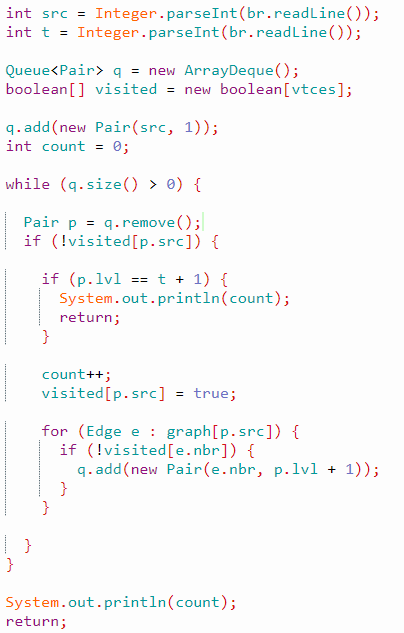 int src = Integer.parseInt(br.readLine());
int t = Integer.parseInt(br.readLine());
Queue<Pair> q = new ArrayDeque();
boolean[] visited = new boolean[vtces];
q.add(new Pair(src, 1));
int count = 0;
while (q.size() > 0) {
Pair p = q.remove();
if (!visited[p.src]) {
if (p.lvl == t + 1) {
System.out.println(count);
return;
}
count++;
visited[p.src] = true;
for (Edge e : graph[p.src]) {
if (!visited[e.nbr]) {
q.add(new Pair(e.nbr, p.lvl + 1));
}
}
}
}
System.out.println(count);
return;